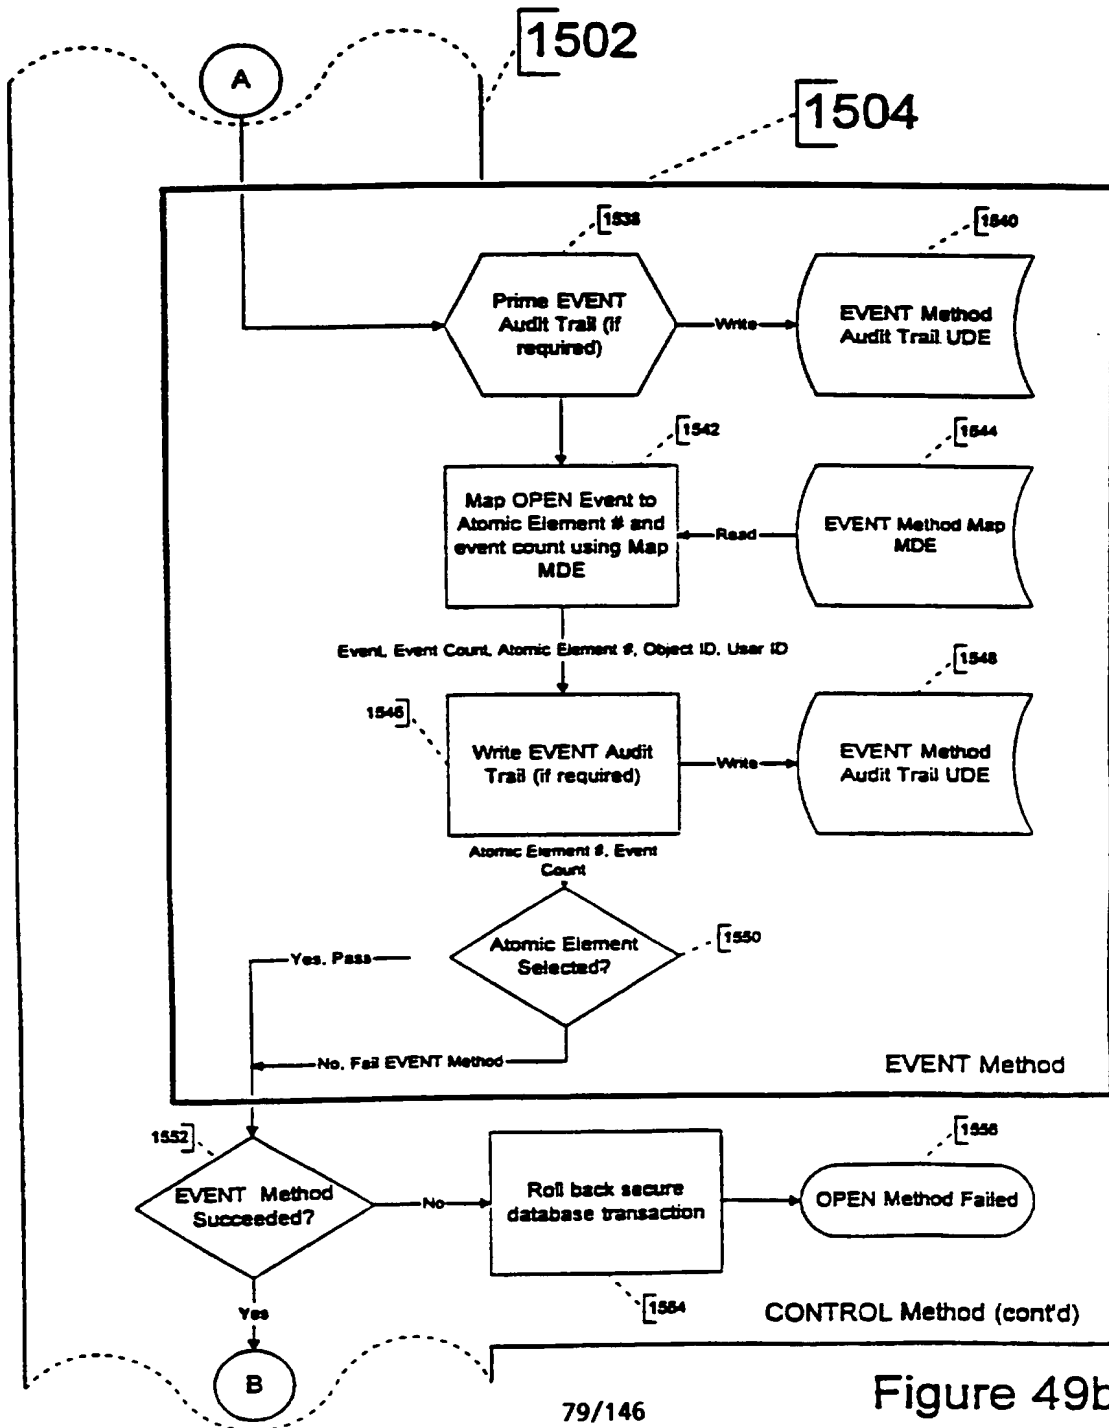 1502
A
1504
1538
1540
Prime EVENT
Audit Trail (if
required)
Write
EVENT Method
Audit Trail UDE
1542
1544
Map OPEN Event to
Atomic Element # and
event count using Map
MDE
Read
EVENT Method Map
MDE
Event, Event Count, Atomic Element #, Object ID, User ID
1546
1548
Write EVENT Audit
Trail (if required)
Write
EVENT Method
Audit Trail UDE
Atomic Element #, Event
Count
Atomic Element
Selected?
1550
Yes, Pass
No, Fail EVENT Method
EVENT Method
1552
1556
EVENT Method
Succeeded?
No
Roll back secure
database transaction
OPEN Method Failed
1554
Yes
CONTROL Method (cont'd)
B
Figure 49b
79/146